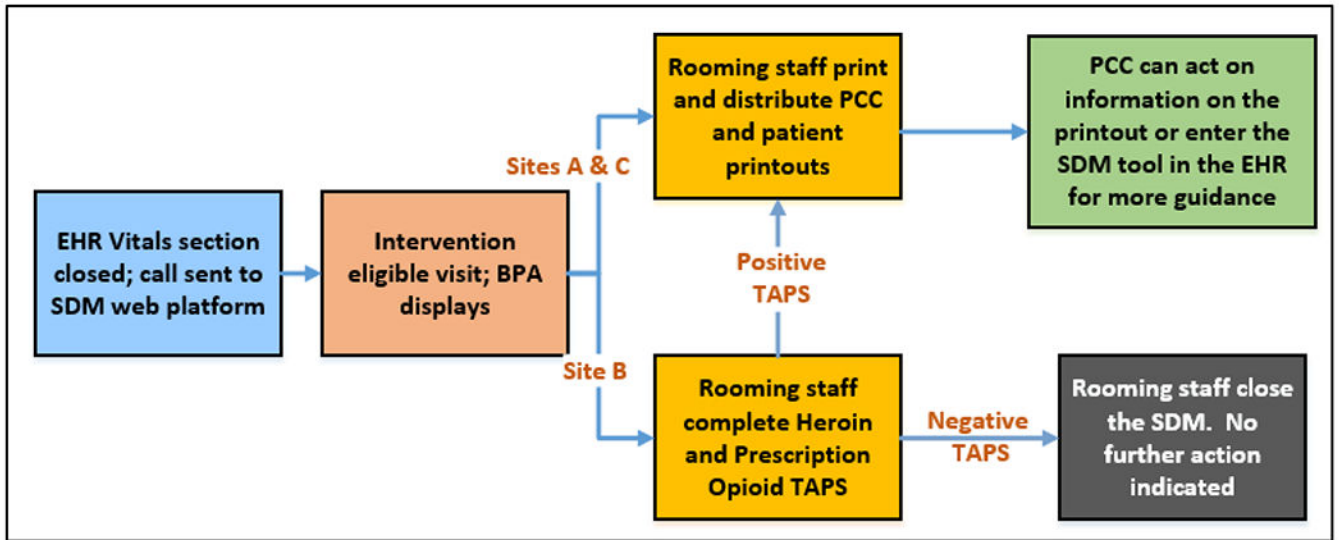 EHR Vitals section
closed; call sent to
SDM web platform
Intervention
eligible visit; BPA
displays
Sites A & C
Site B
Rooming staff print
and distribute PCC
and patient
printouts
PCC can act on
information on the
printout or enter the
SDM tool in the EHR
for more guidance
Positive
TAPS
Rooming staff
complete Heroin
and Prescription
Opioid TAPS
Negative
TAPS
Rooming staff close
the SDM. No
further action
indicated